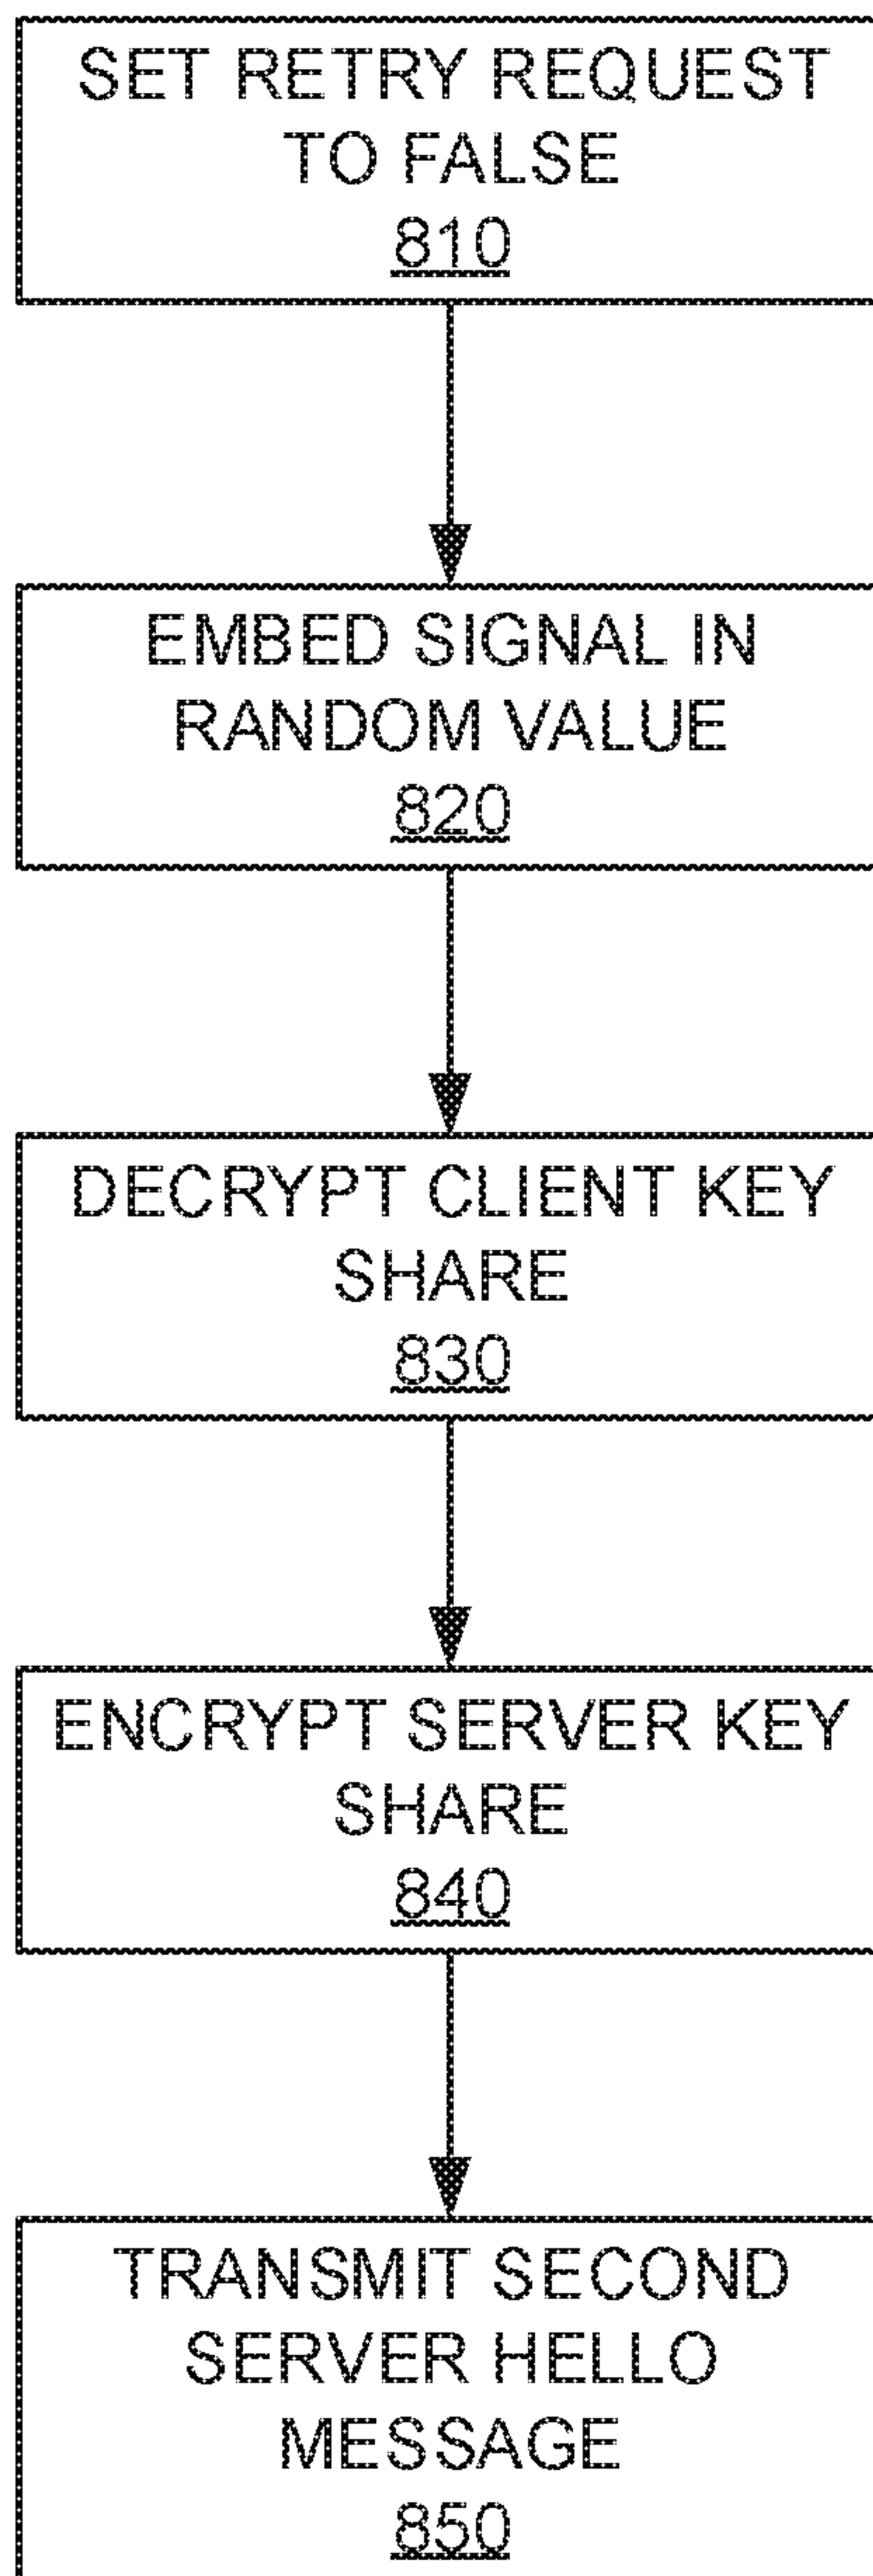 SET RETRY REQUEST
TO FALSE
810
EMBED SIGNAL IN
RANDOM VALUE
820
DECRYPT CLIENT KEY
SHARE
830
ENCRYPT SERVER KEY
SHARE
840
TRANSMIT SECOND
SERVER HELLO
MESSAGE
850